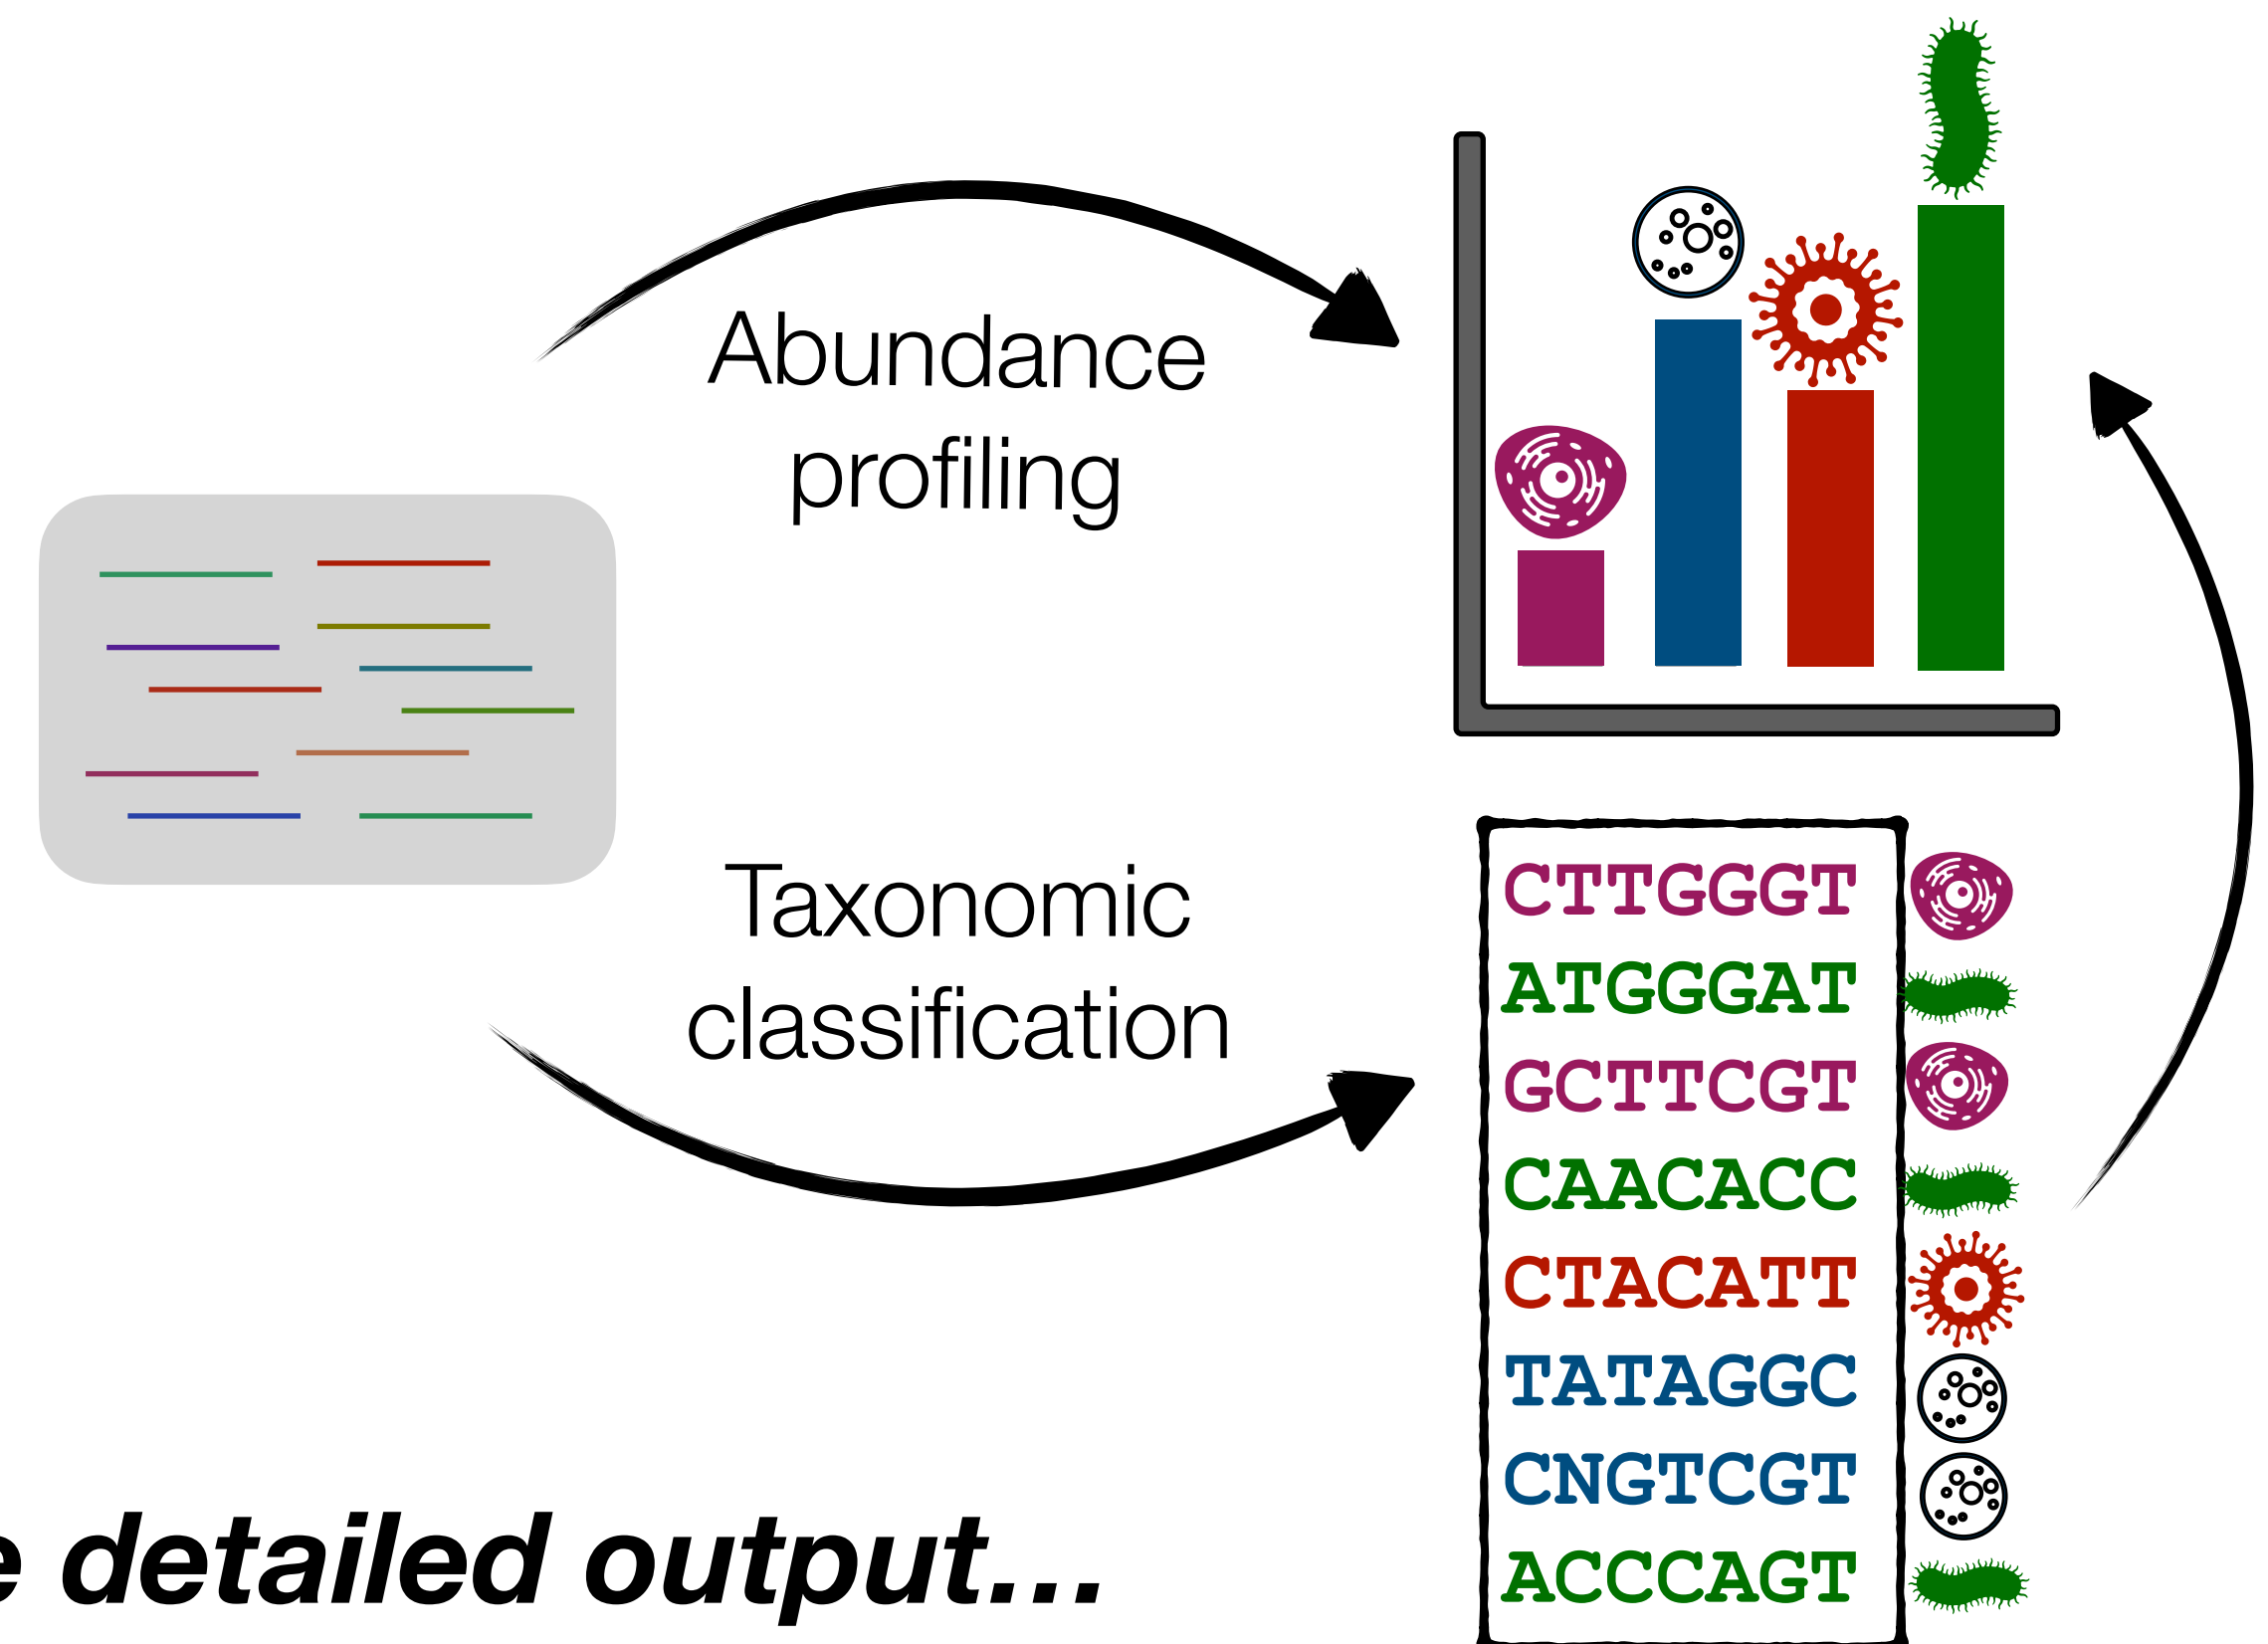 Abundance
profiling
Taxonomic
classification
CTTGGGT
ATGGGAT
GCTTCGT
CAACACC
CTACATT
TATAGGC
CNGTCGT
ACCCAGT
detailed output...